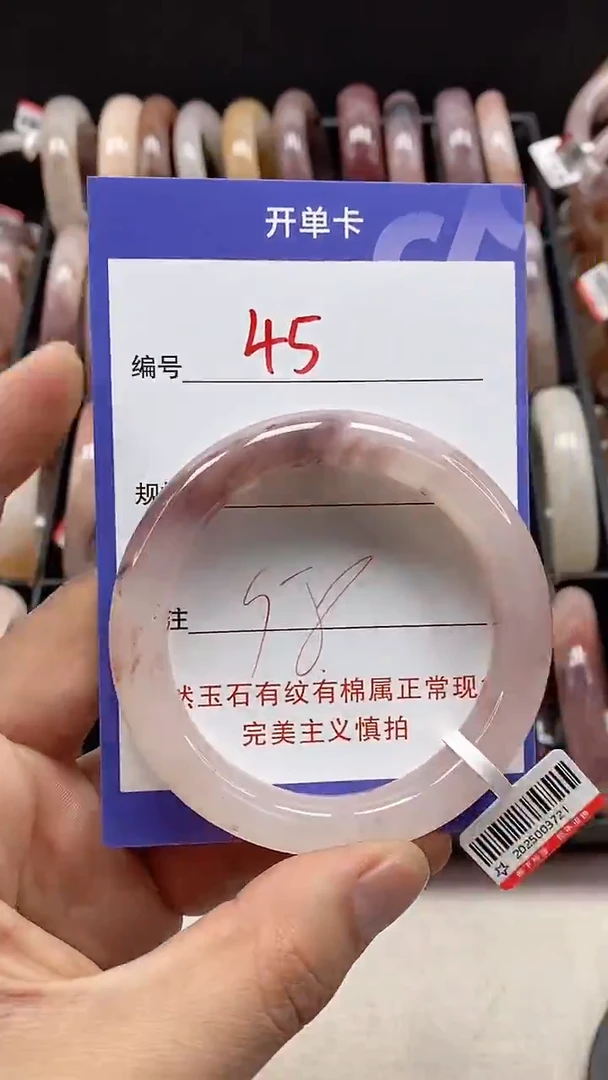 开单卡
编号 45
规
注 58
然玉石有纹有棉属正常现
完美主义慎拍
2025003721